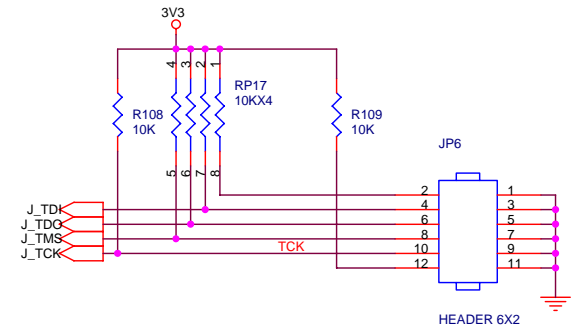 3V3
4 3 2 1
RP17
10KX4
R108
10K
R109
10K
JP6
5 6 7 8
2 1
J_TDI 4 3
J_TDO 6 5
J_TMS 8 7
J_TCK TCK 10 9
12 11
HEADER 6X2